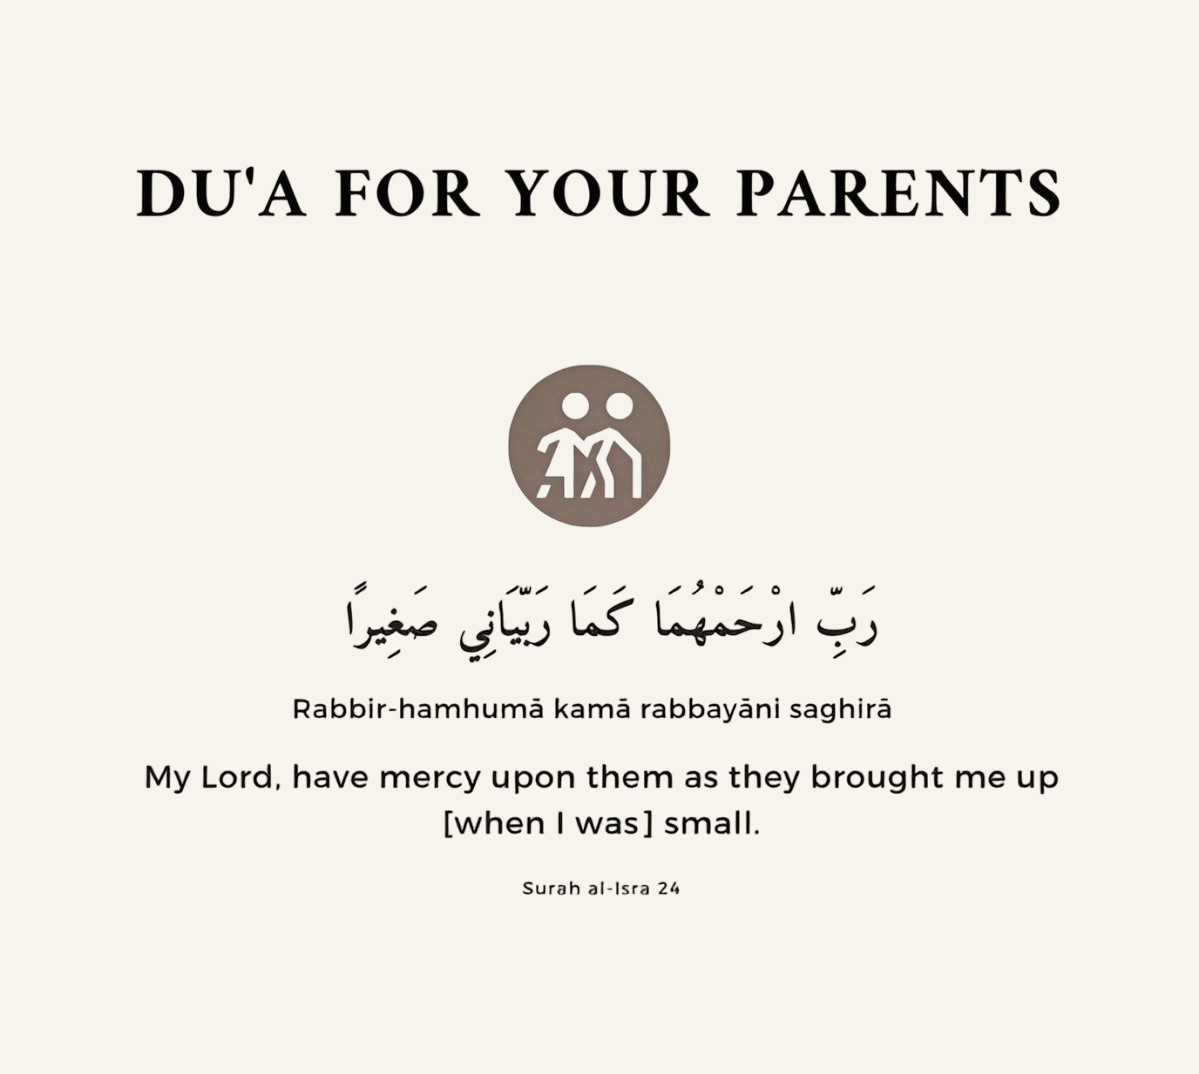 DU'A FOR YOUR PARENTS
رَبِّ ارْحَمْهُمَا كَمَا رَبَّيَانِي صَغِيرًا
Rabbir-hamhumā kamā rabbayāni saghirā
My Lord, have mercy upon them as they brought me up
[when I was] small.
Surah al-Isra 24